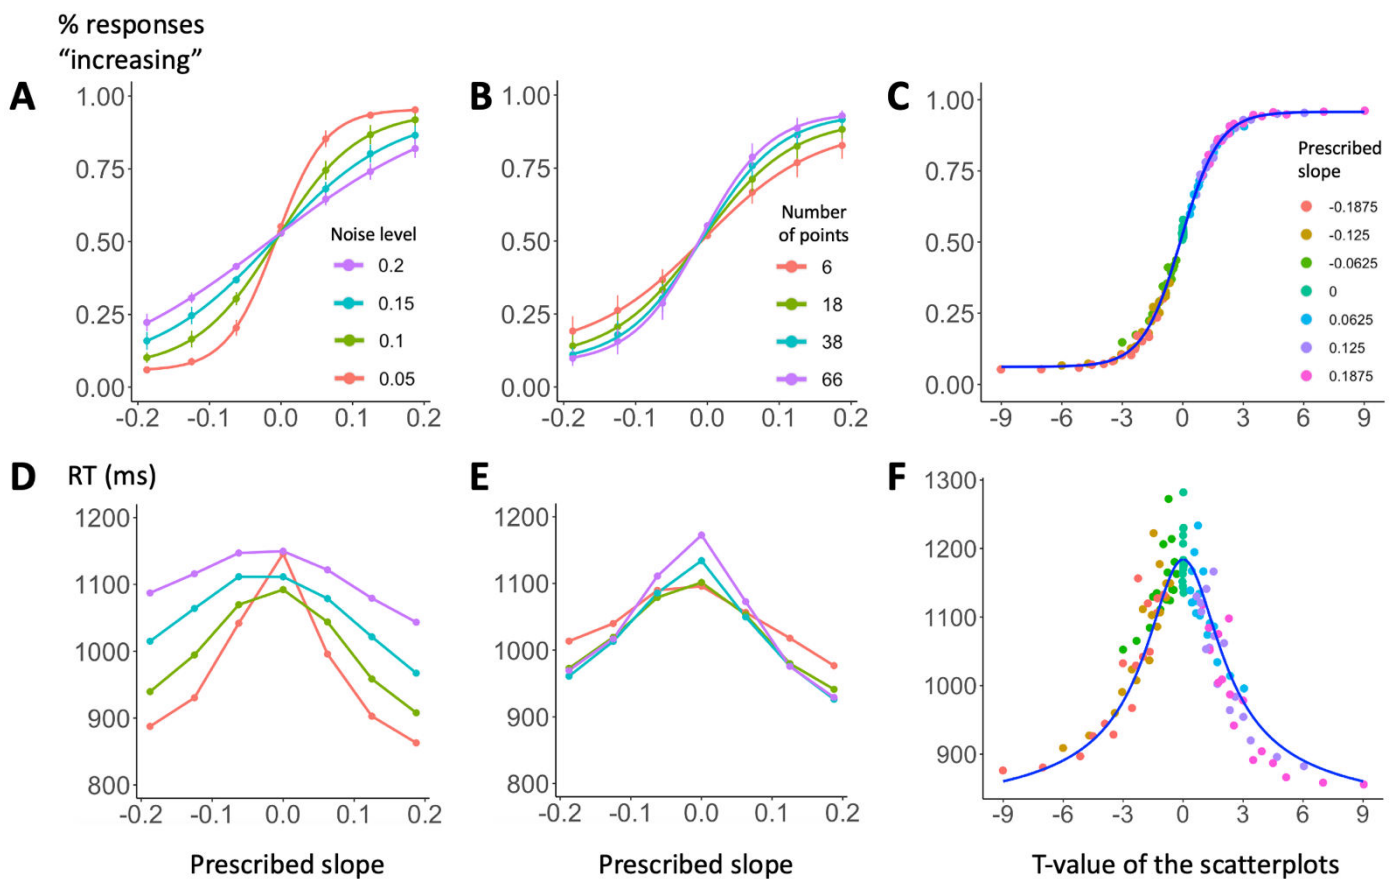 % responses
“increasing”
A
1.00
0.75
0.50
0.25
0.00
-0.2 -0.1 0.0 0.1 0.2
Noise level
0.2
0.15
0.1
0.05
B
1.00
0.75
0.50
0.25
0.00
-0.2 -0.1 0.0 0.1 0.2
Number
of points
6
18
38
66
C
1.00
0.75
0.50
0.25
0.00
-9 -6 -3 0 3 6 9
Prescribed
slope
-0.1875
-0.125
-0.0625
0
0.0625
0.125
0.1875
D
RT (ms)
1200
1100
1000
900
800
-0.2 -0.1 0.0 0.1 0.2
Prescribed slope
E
1200
1100
1000
900
800
-0.2 -0.1 0.0 0.1 0.2
Prescribed slope
F
1300
1200
1100
1000
900
-9 -6 -3 0 3 6 9
T-value of the scatterplots